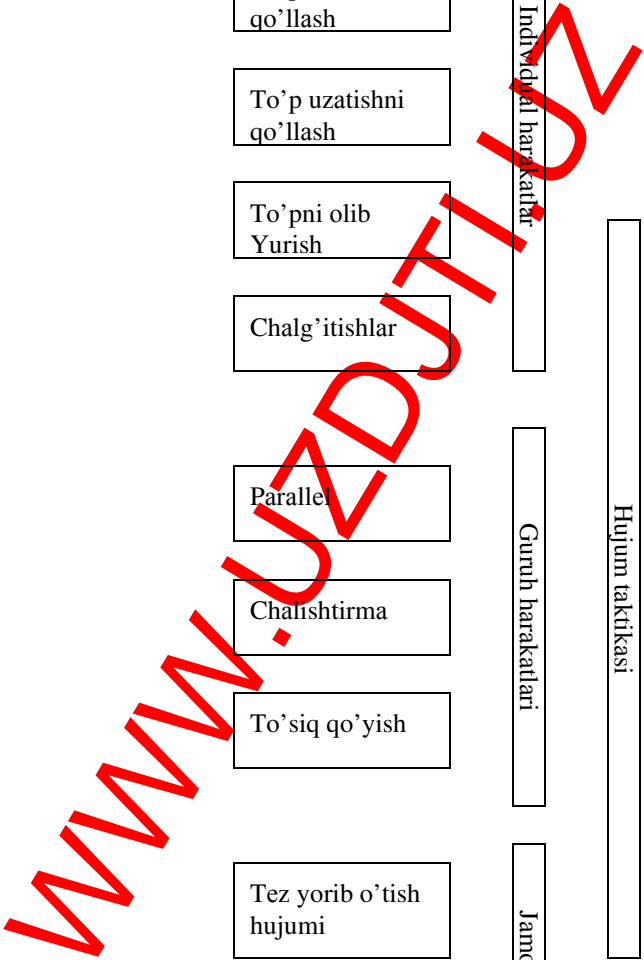 qo’llash
To’p uzatishni
qo’llash
To’pni olib
Yurish
Chalg’itishlar
Parallel
Chalishtirma
To’siq qo’yish
Tez yorib o’tish
hujumi
Individual harakatlar
Guruh harakatlari
Hujum taktikasi
WWW.UZDJTI.UZ